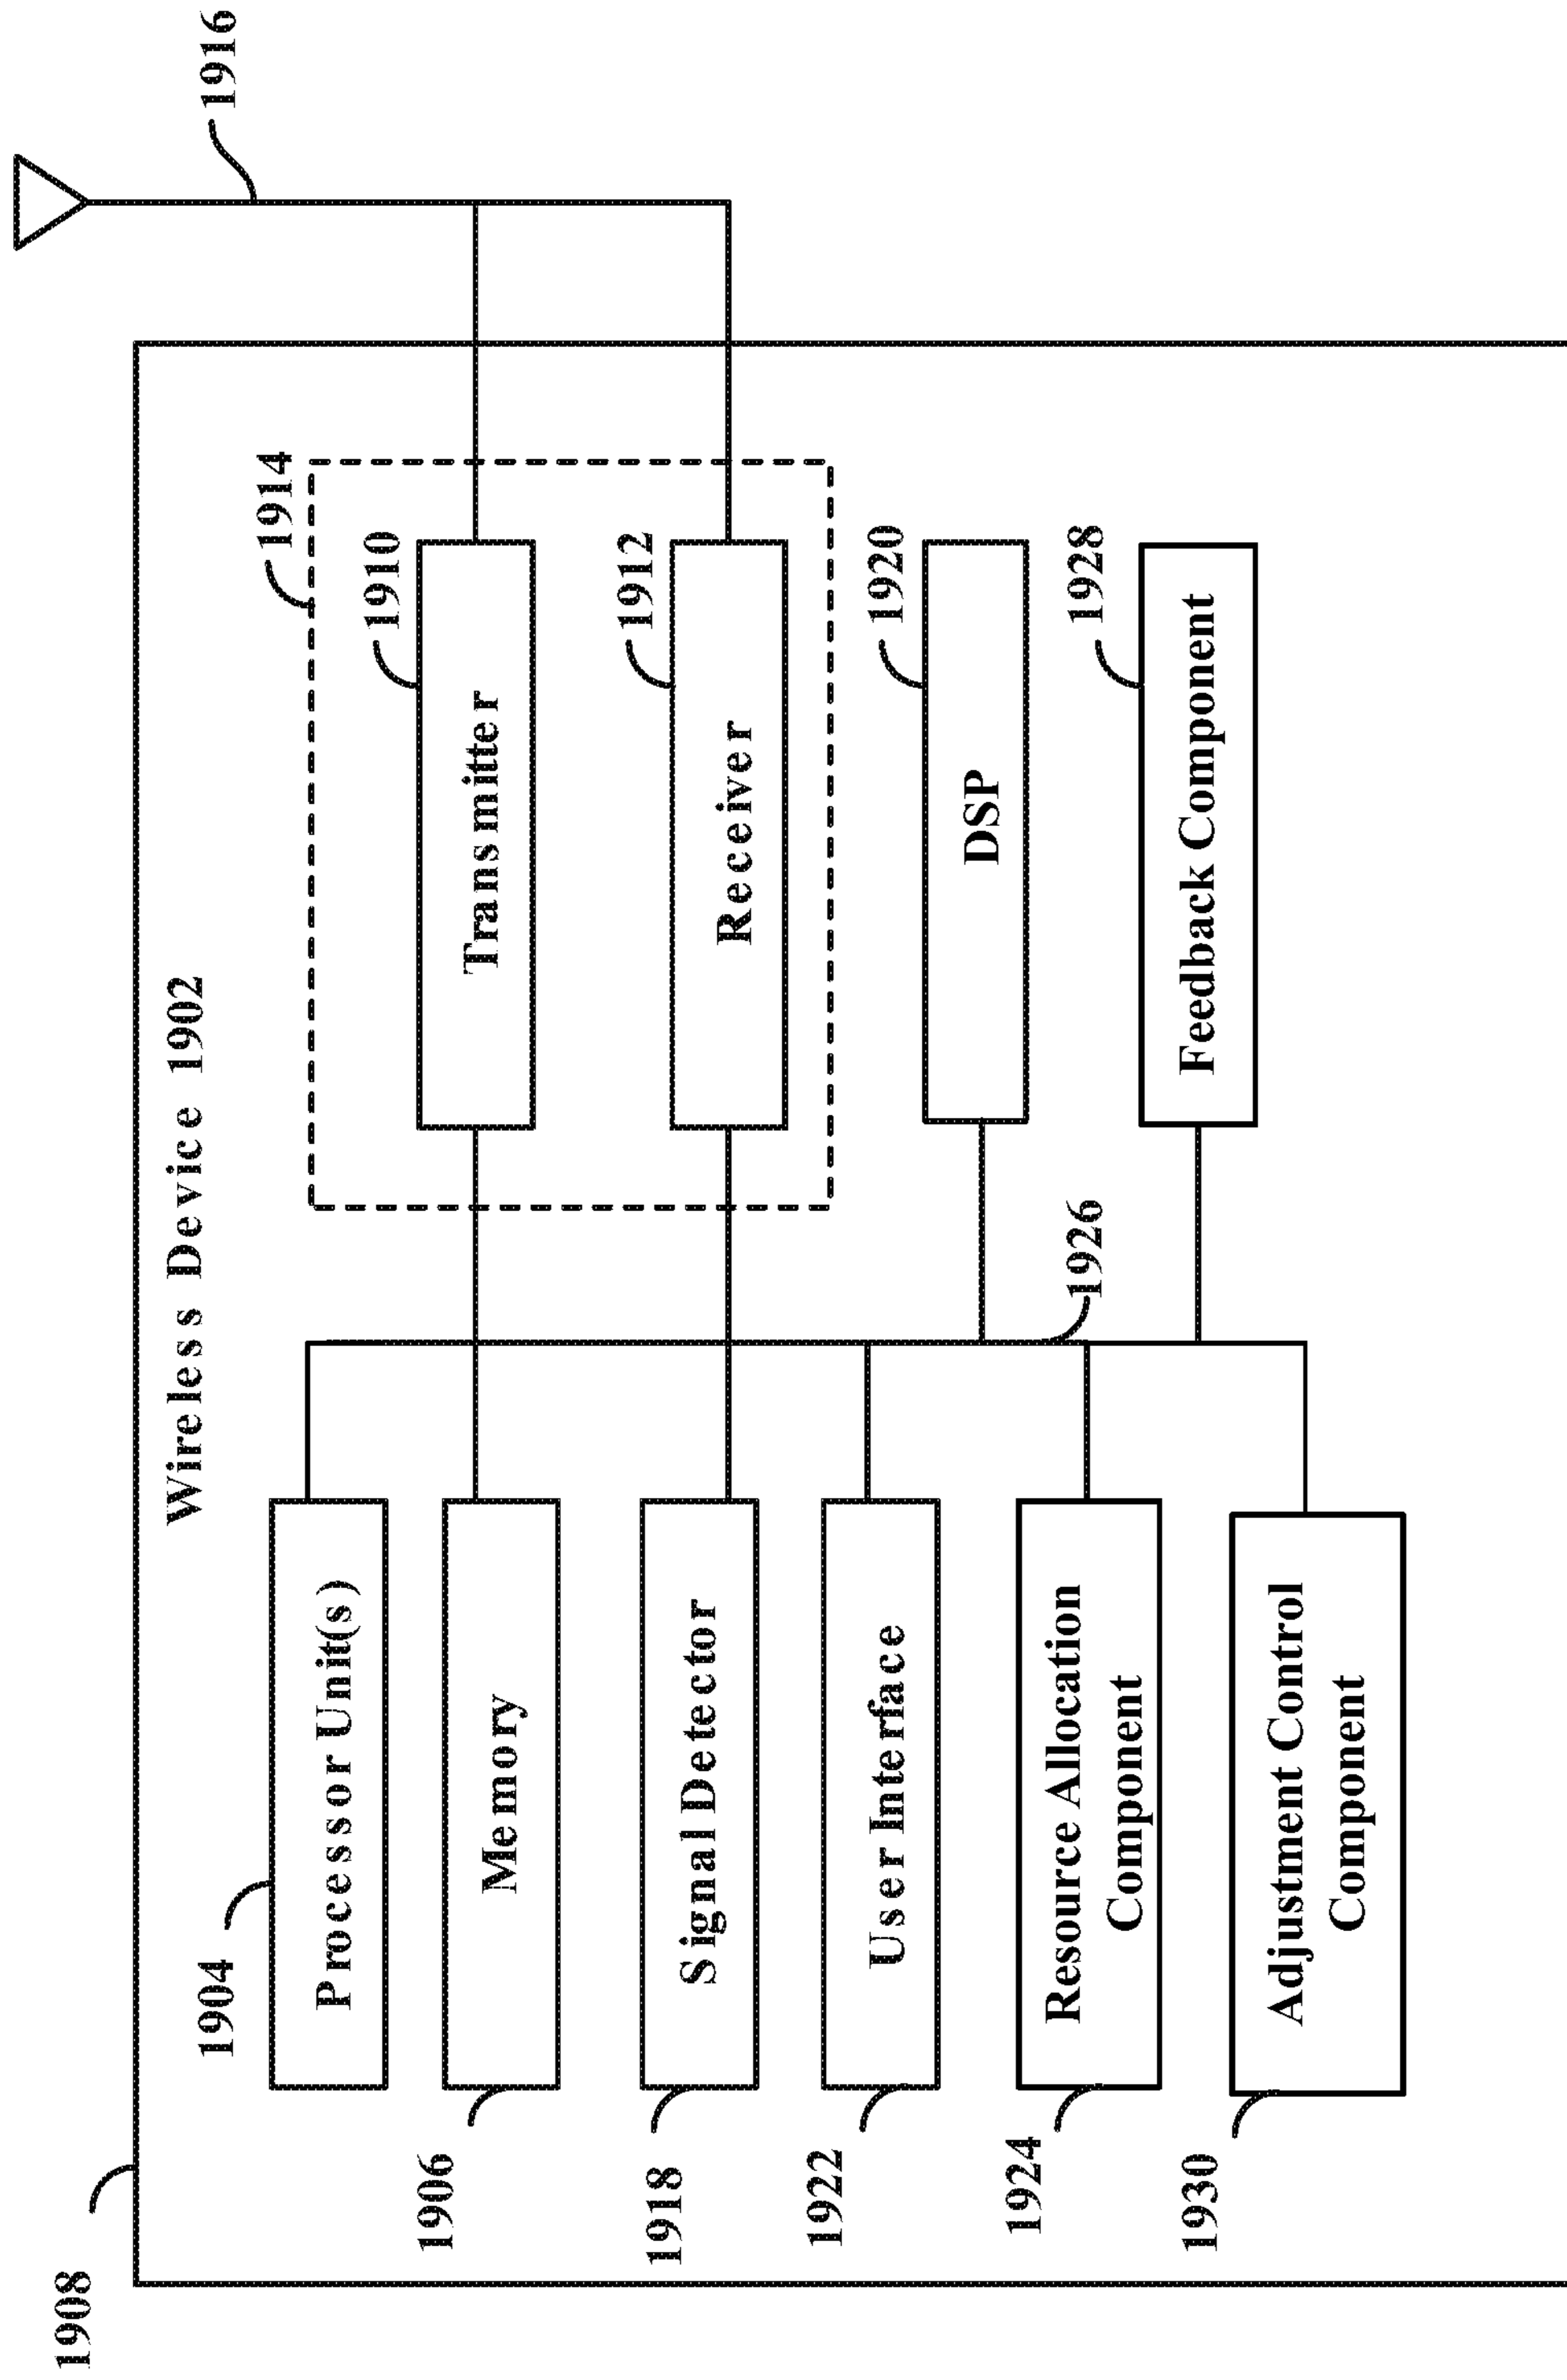 1908
Wireless Device 1902
1916
1904
Processor Unit(s)
1914
1910
Transmitter
1906
Memory
1912
Receiver
1918
Signal Detector
1920
DSP
1922
User Interface
1926
1928
Feedback Component
1924
Resource Allocation
Component
1930
Adjustment Control
Component